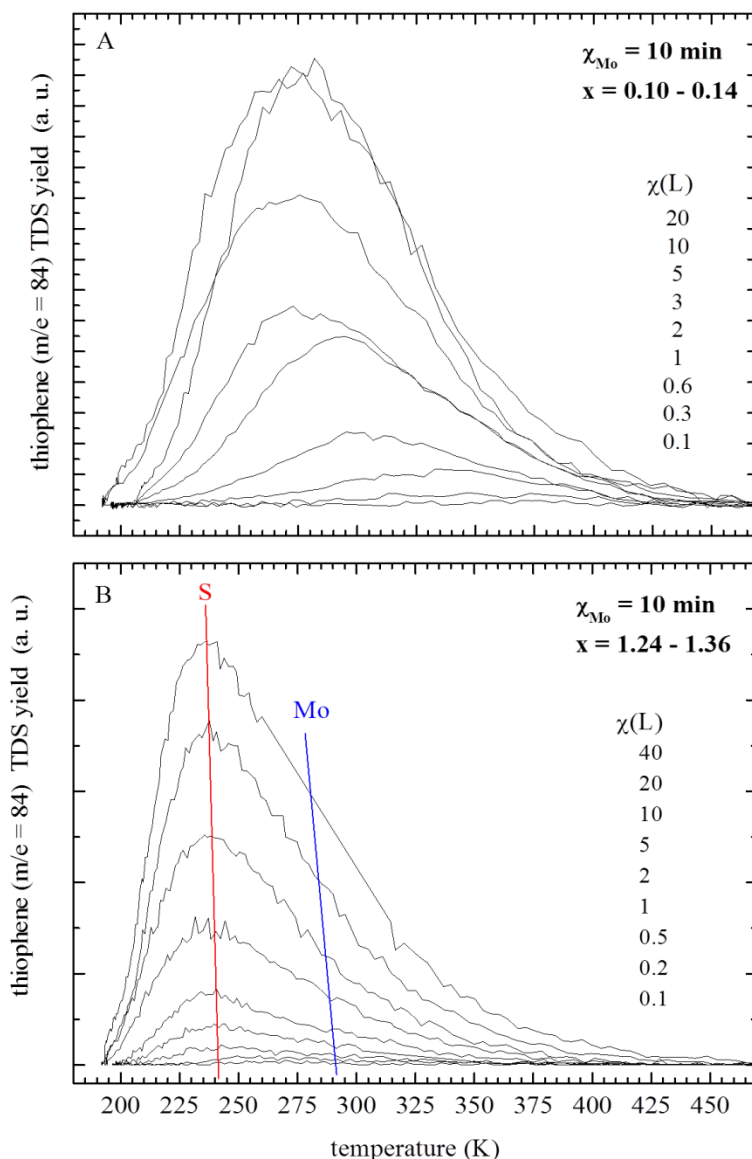 A
χMo = 10 min
x = 0.10 - 0.14
χ(L)
20
10
5
3
2
1
0.6
0.3
0.1
thiophene (m/e = 84) TDS yield (a. u.)
B
S
Mo
χMo = 10 min
x = 1.24 - 1.36
χ(L)
40
20
10
5
2
1
0.5
0.2
0.1
thiophene (m/e = 84) TDS yield (a. u.)
200 225 250 275 300 325 350 375 400 425 450
temperature (K)